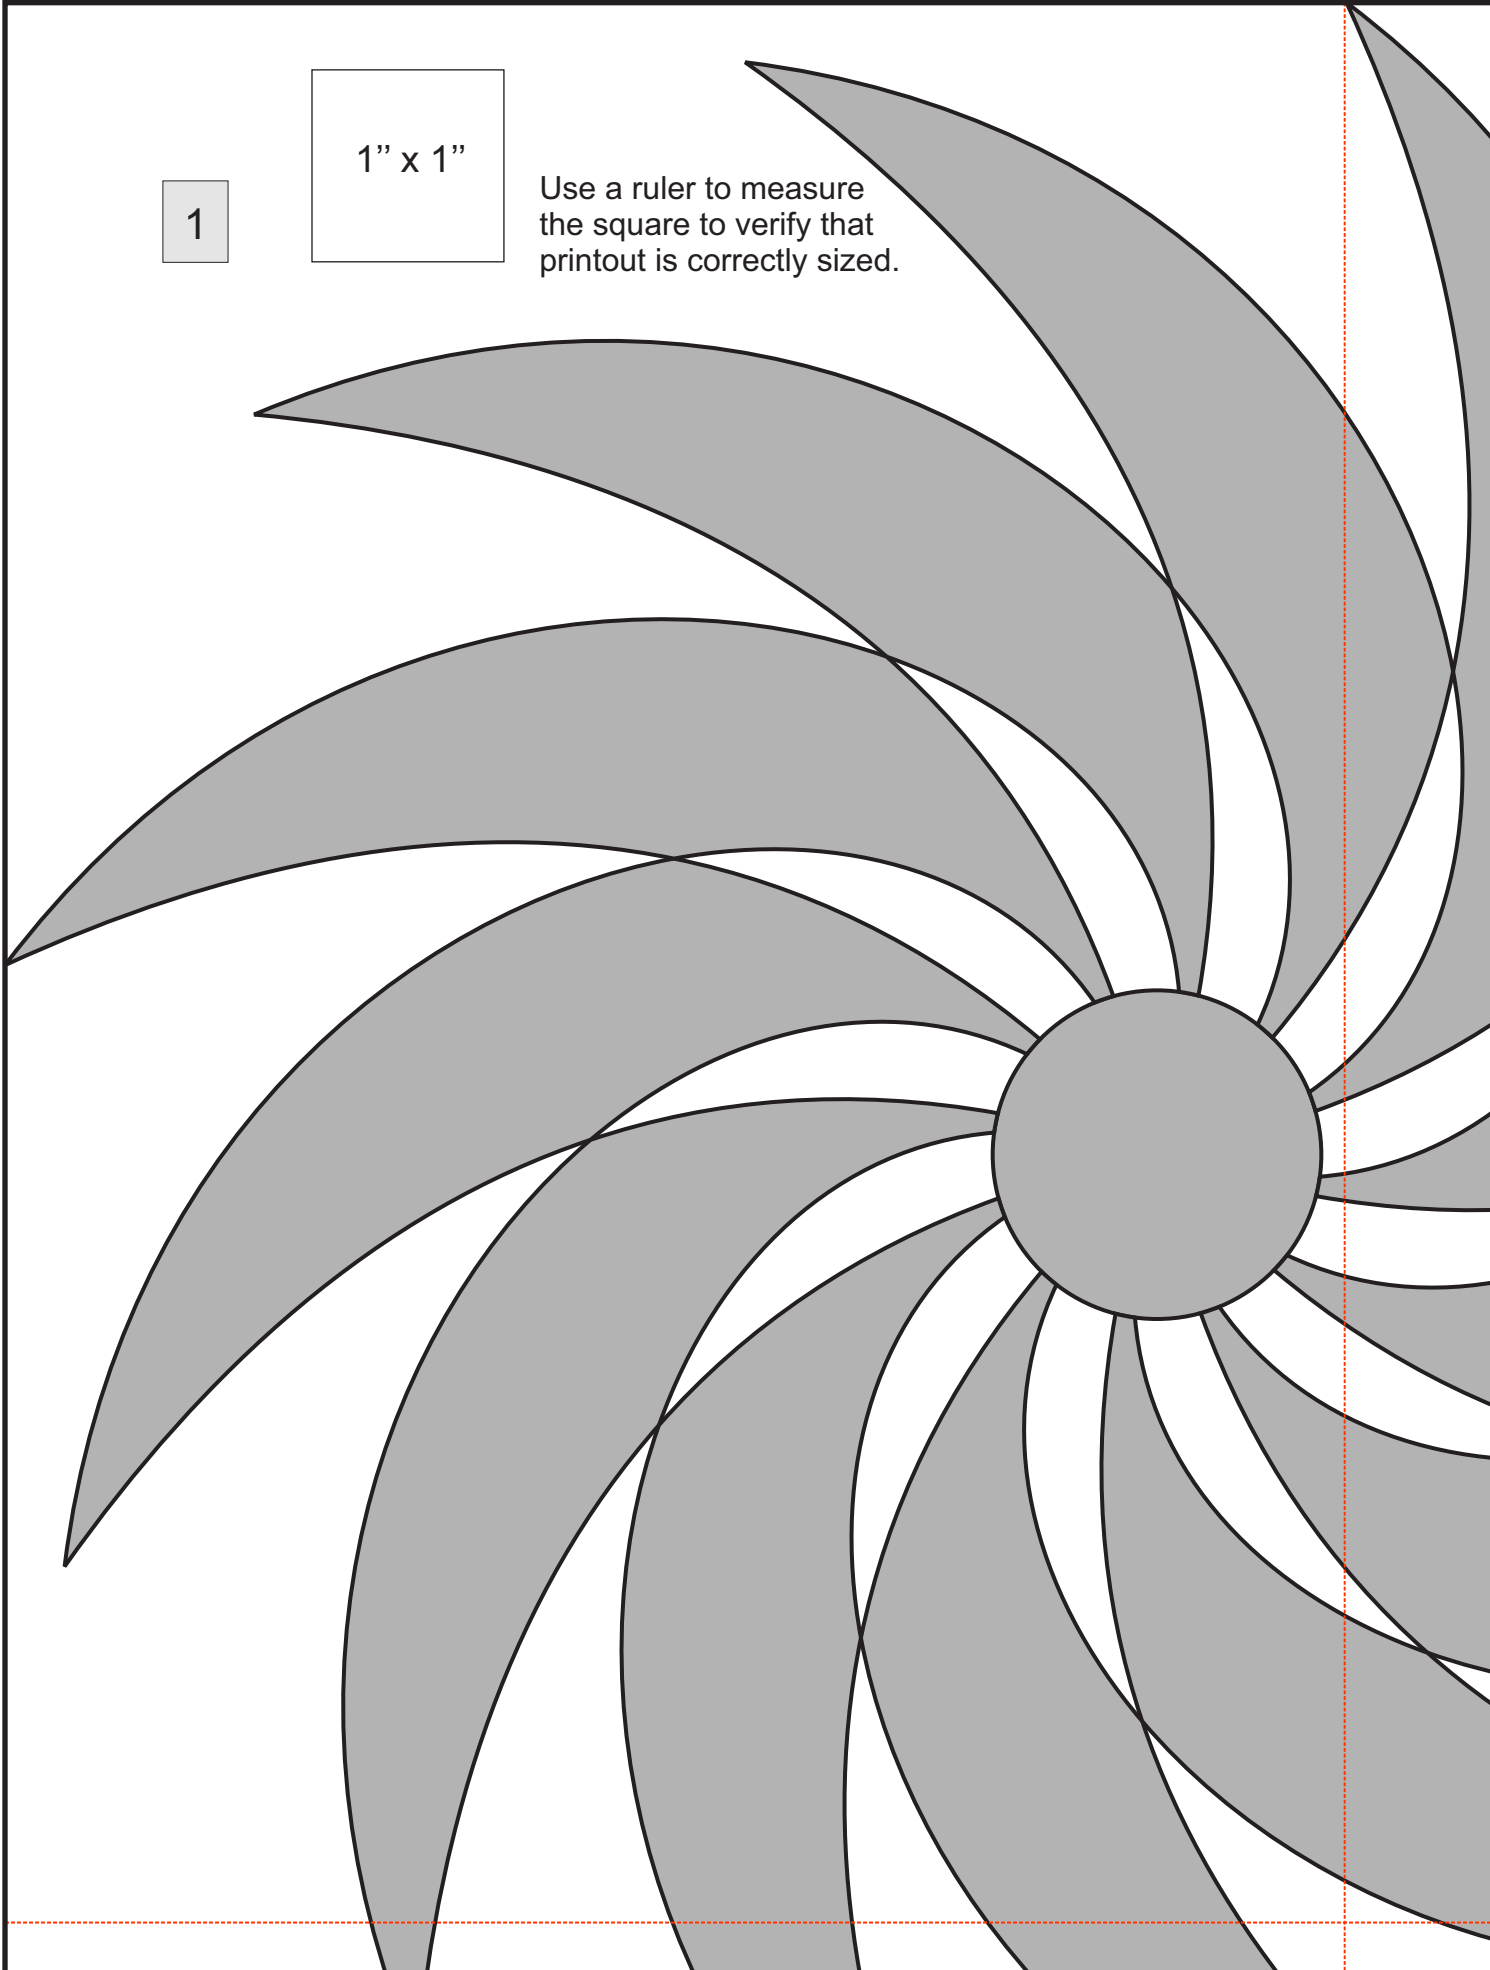 1’’ x 1’’
1
Use a ruler to measure
the square to verify that
printout is correctly sized.